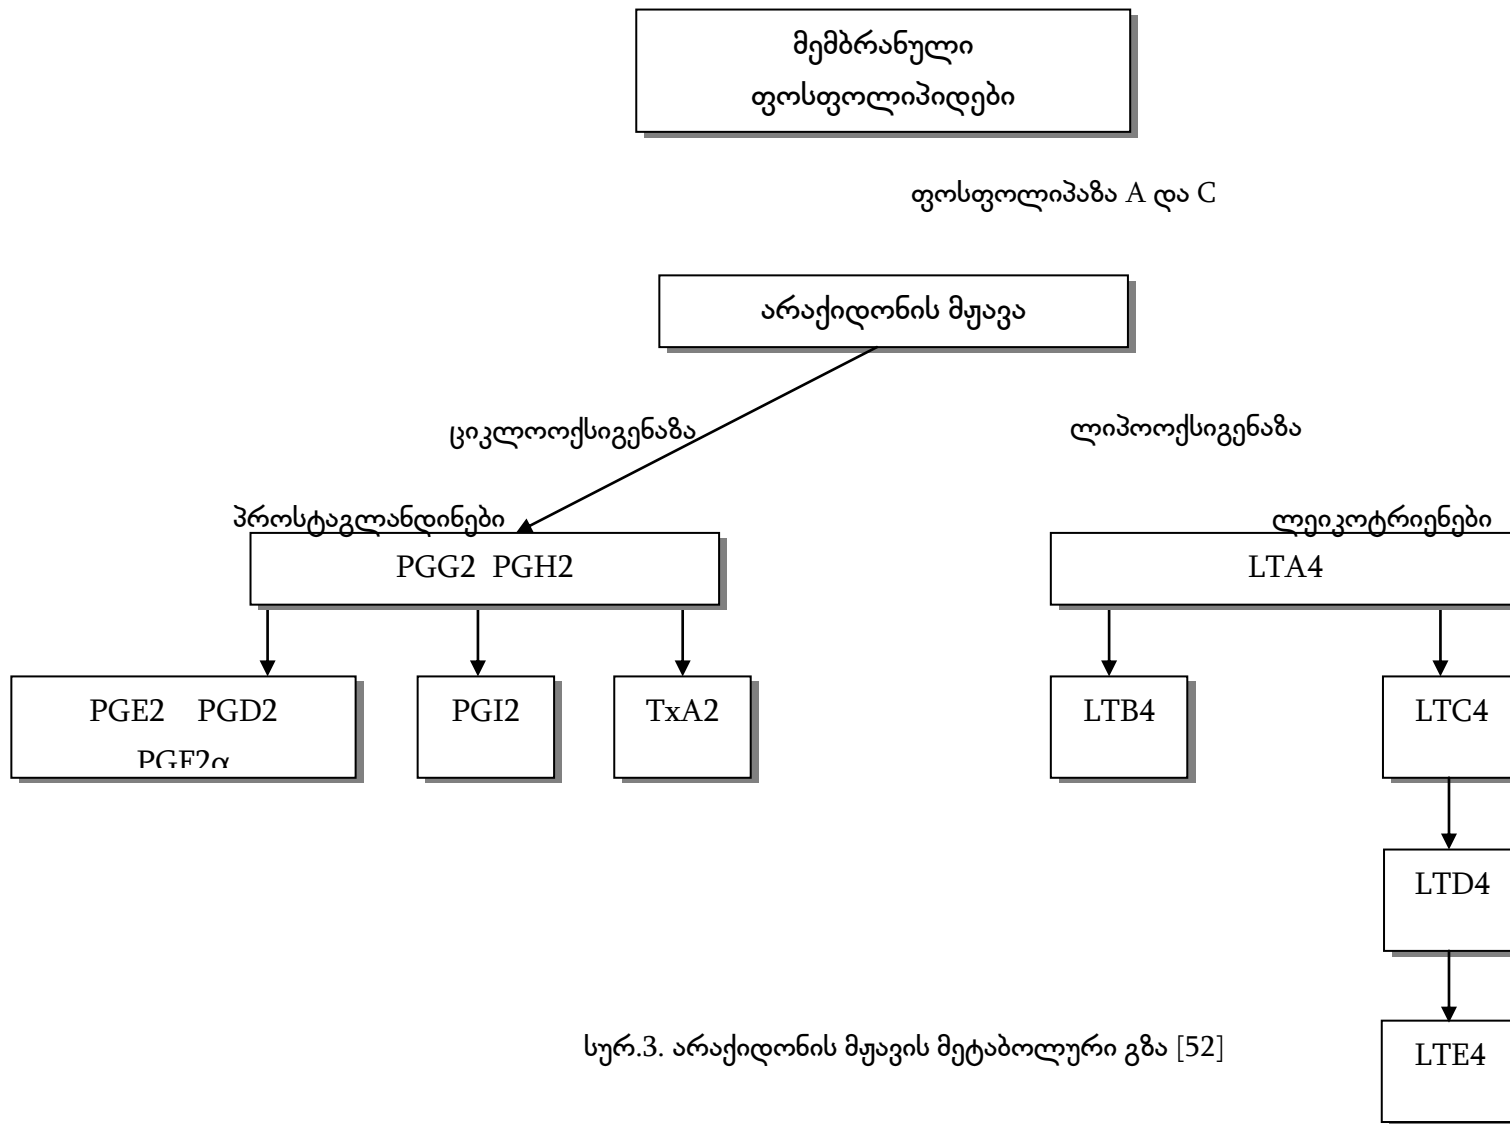 მემბრანული
ფოსფოლიპიდები
ფოსფოლიპაზა A და C
არაქიდონის მჟავა
ციკლოოქსიგენაზა
ლიპოოქსიგენაზა
პროსტაგლანდინები
ლეიკოტრიენები
PGG2 PGH2
LTA4
PGE2 PGD2
PGF2α
PGI2
TxA2
LTB4
LTC4
LTD4
LTE4
სურ.3. არაქიდონის მჟავის მეტაბოლური გზა [52]